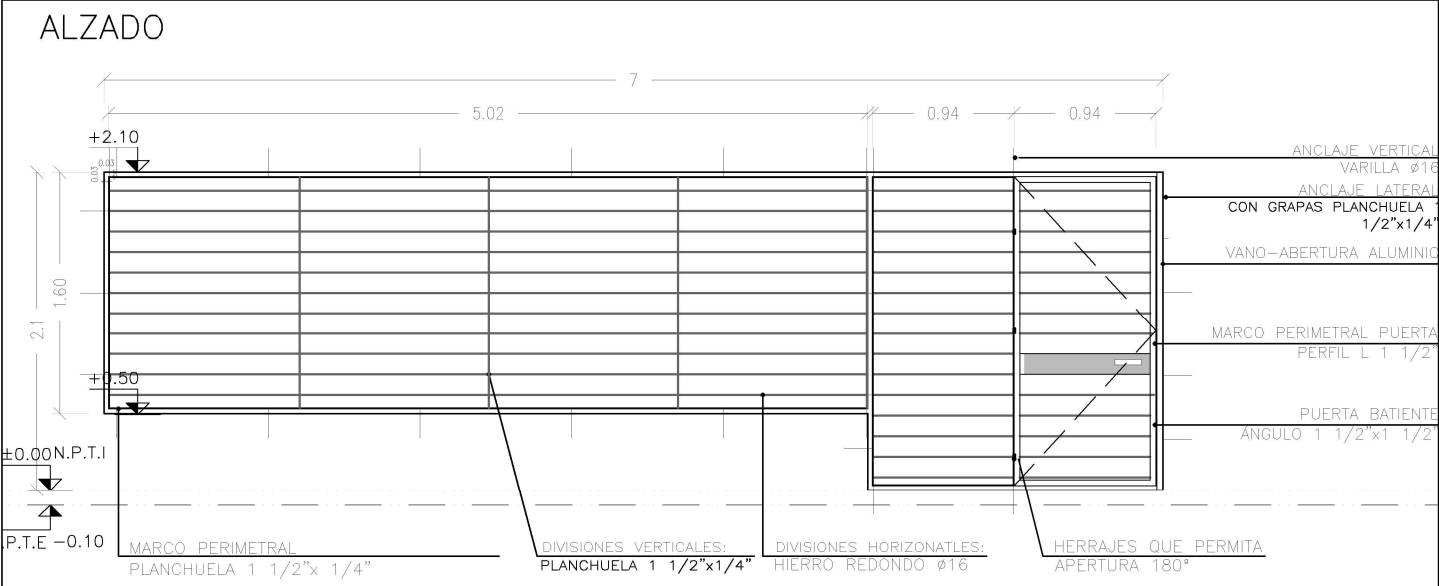 ALZADO
7
5.02
0.94
0.94
+2.10
0.03
0.03
ANCLAJE VERTICAL
VARILLA ø16
ANCLAJE LATERAL
CON GRAPAS PLANCHUELA 1
1/2"x1/4"
VANO-ABERTURA ALUMINIO
1.60
2.1
MARCO PERIMETRAL PUERTA
PERFIL L 1 1/2"
+0.50
PUERTA BATIENTE
ÁNGULO 1 1/2"x1 1/2"
±0.00 N.P.T.I
.P.T.E -0.10
MARCO PERIMETRAL
PLANCHUELA 1 1/2"x 1/4"
DIVISIONES VERTICALES:
PLANCHUELA 1 1/2"x1/4"
DIVISIONES HORIZONATLES:
HIERRO REDONDO ø16
HERRAJES QUE PERMITA
APERTURA 180°